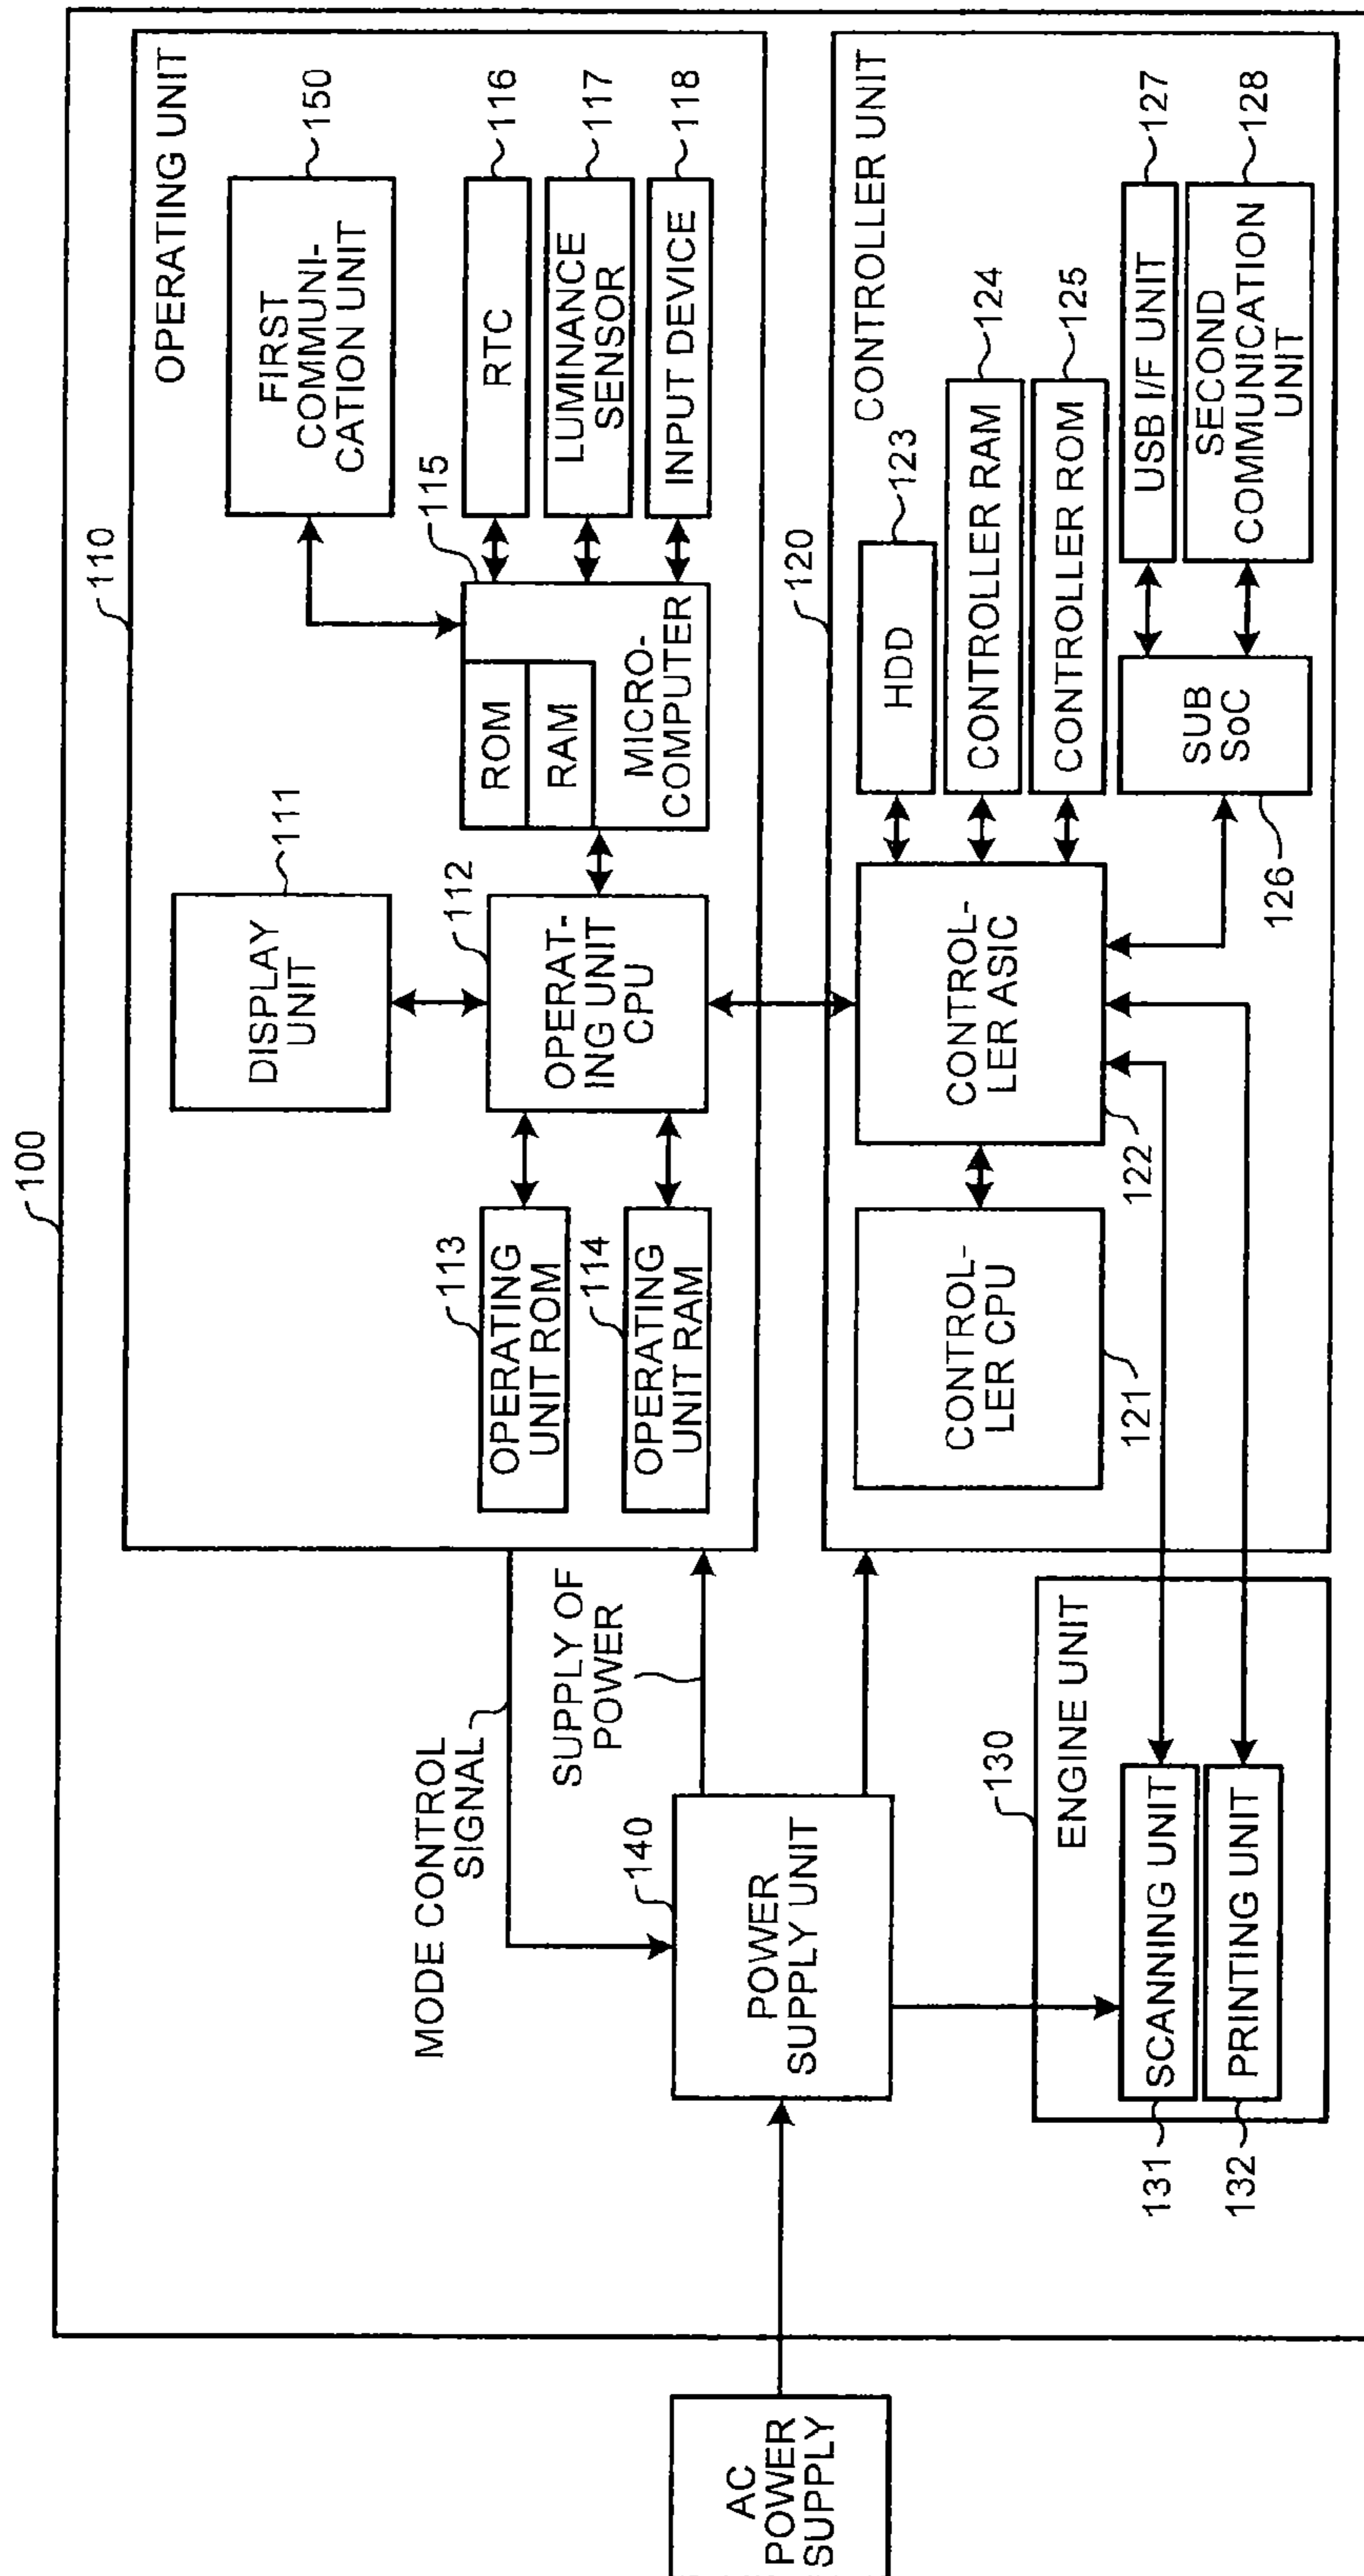 100
110
OPERATING UNIT
DISPLAY
UNIT
111
FIRST
COMMUNI-
CATION UNIT
150
113
OPERATING
UNIT ROM
114
OPERATING
UNIT RAM
112
OPERAT-
ING UNIT
CPU
115
ROM
RAM
MICRO-
COMPUTER
RTC
116
LUMINANCE
SENSOR
117
INPUT DEVICE
118
MODE CONTROL
SIGNAL
SUPPLY OF
POWER
AC
POWER
SUPPLY
140
POWER
SUPPLY UNIT
120
CONTROLLER UNIT
CONTROL-
LER CPU
121
CONTROL-
LER ASIC
122
HDD
123
CONTROLLER RAM
124
CONTROLLER ROM
125
SUB
SoC
126
USB I/F UNIT
127
SECOND
COMMUNICATION
UNIT
128
130
ENGINE UNIT
SCANNING UNIT
131
PRINTING UNIT
132